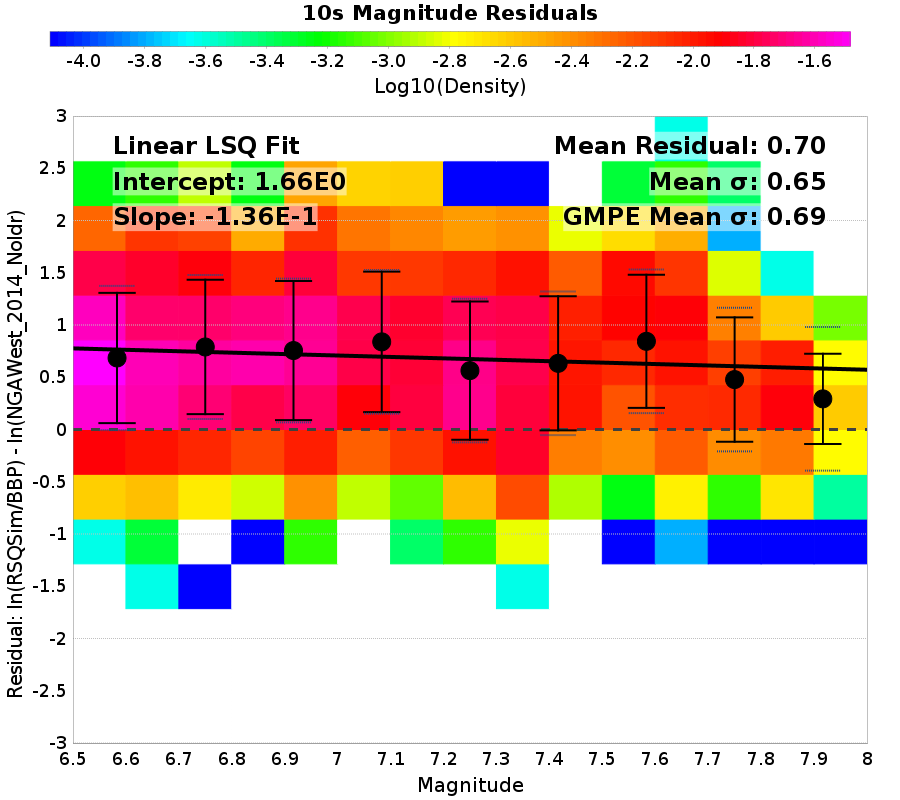 10s Magnitude Residuals
-4.0 -3.8 -3.6 -3.4 -3.2 -3.0 -2.8 -2.6 -2.4 -2.2 -2.0 -1.8 -1.6
Log10(Density)
Linear LSQ Fit
Intercept: 1.66E0
Slope: -1.36E-1
Mean Residual: 0.70
Mean σ: 0.65
GMPE Mean σ: 0.69
Residual: ln(RSQSim/BBP) - ln(NGAWest_2014_NoIdr)
3
2.5
2
1.5
1
0.5
0
-0.5
-1
-1.5
-2
-2.5
-3
6.5 6.6 6.7 6.8 6.9 7 7.1 7.2 7.3 7.4 7.5 7.6 7.7 7.8 7.9 8
Magnitude